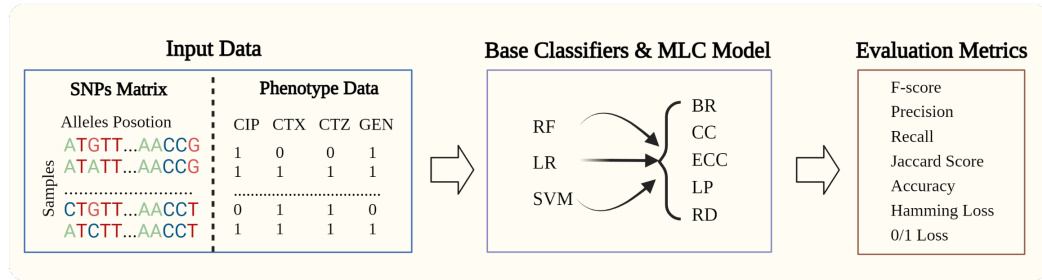 Input Data
SNPs Matrix
Phenotype Data
Alleles Posotion
CIP CTX CTZ GEN
Samples
ATGTT...AACCG
1 0 0 1
ATATT...AACCG
1 1 1 1
CTGTT...AACCT
0 1 1 0
ATCTT...AACCT
1 1 1 1
Base Classifiers & MLC Model
RF
LR
SVM
BR
CC
ECC
LP
RD
Evaluation Metrics
F-score
Precision
Recall
Jaccard Score
Accuracy
Hamming Loss
0/1 Loss